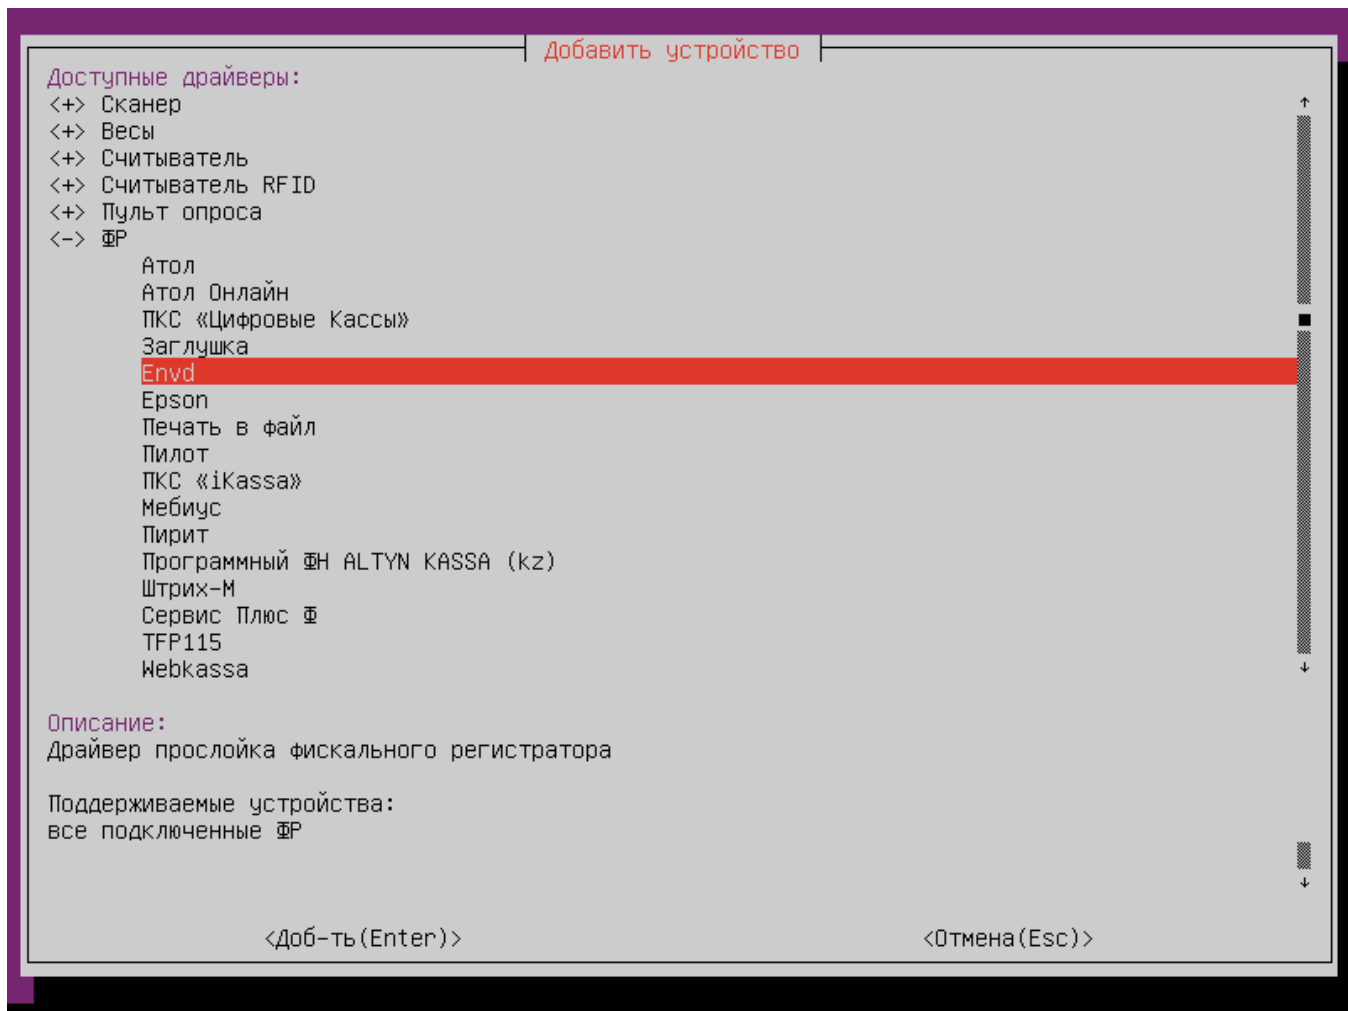 Добавить устройство
Доступные драйверы:
<+> Сканер
<+> Весы
<+> Считыватель
<+> Считыватель RFID
<+> Пульт опроса
<-> ФР
Атол
Атол Онлайн
ПКС «Цифровые Кассы»
Заглушка
Envd
Epson
Печать в файл
Пилот
ПКС «iKassa»
Мебиус
Пирит
Программный ФН ALTYN KASSA (kz)
Штрих-М
Сервис Плюс Ф
TFP115
Webkassa
Описание:
Драйвер прослойка фискального регистратора
Поддерживаемые устройства:
все подключенные ФР
<Доб-ть(Enter)> <Отмена(Esc)>